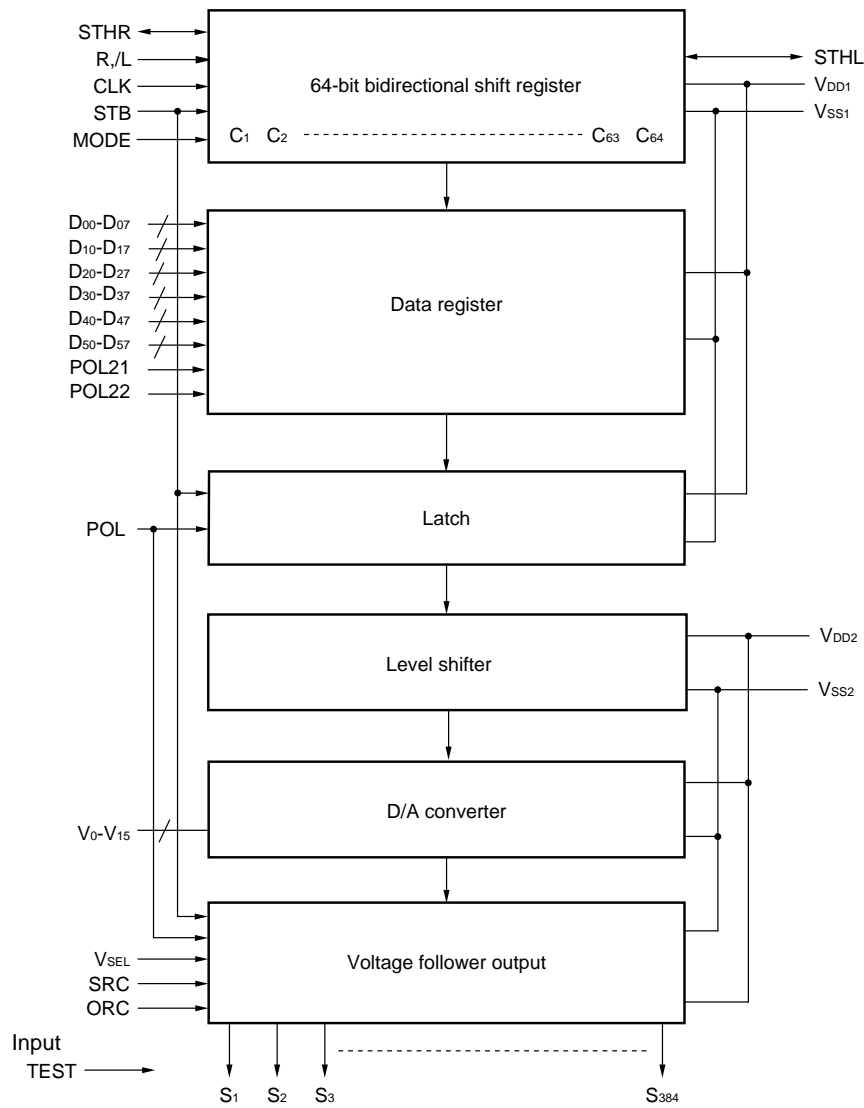 STHR
R,/L
CLK
STB
MODE
64-bit bidirectional shift register
C1 C2 C63 C64
STHL
VDD1
VSS1
D00-D07
D10-D17
D20-D27
D30-D37
D40-D47
D50-D57
POL21
POL22
Data register
POL
Latch
Level shifter
VDD2
VSS2
V0-V15
D/A converter
VSEL
SRC
ORC
Voltage follower output
Input
TEST
S1 S2 S3 S384